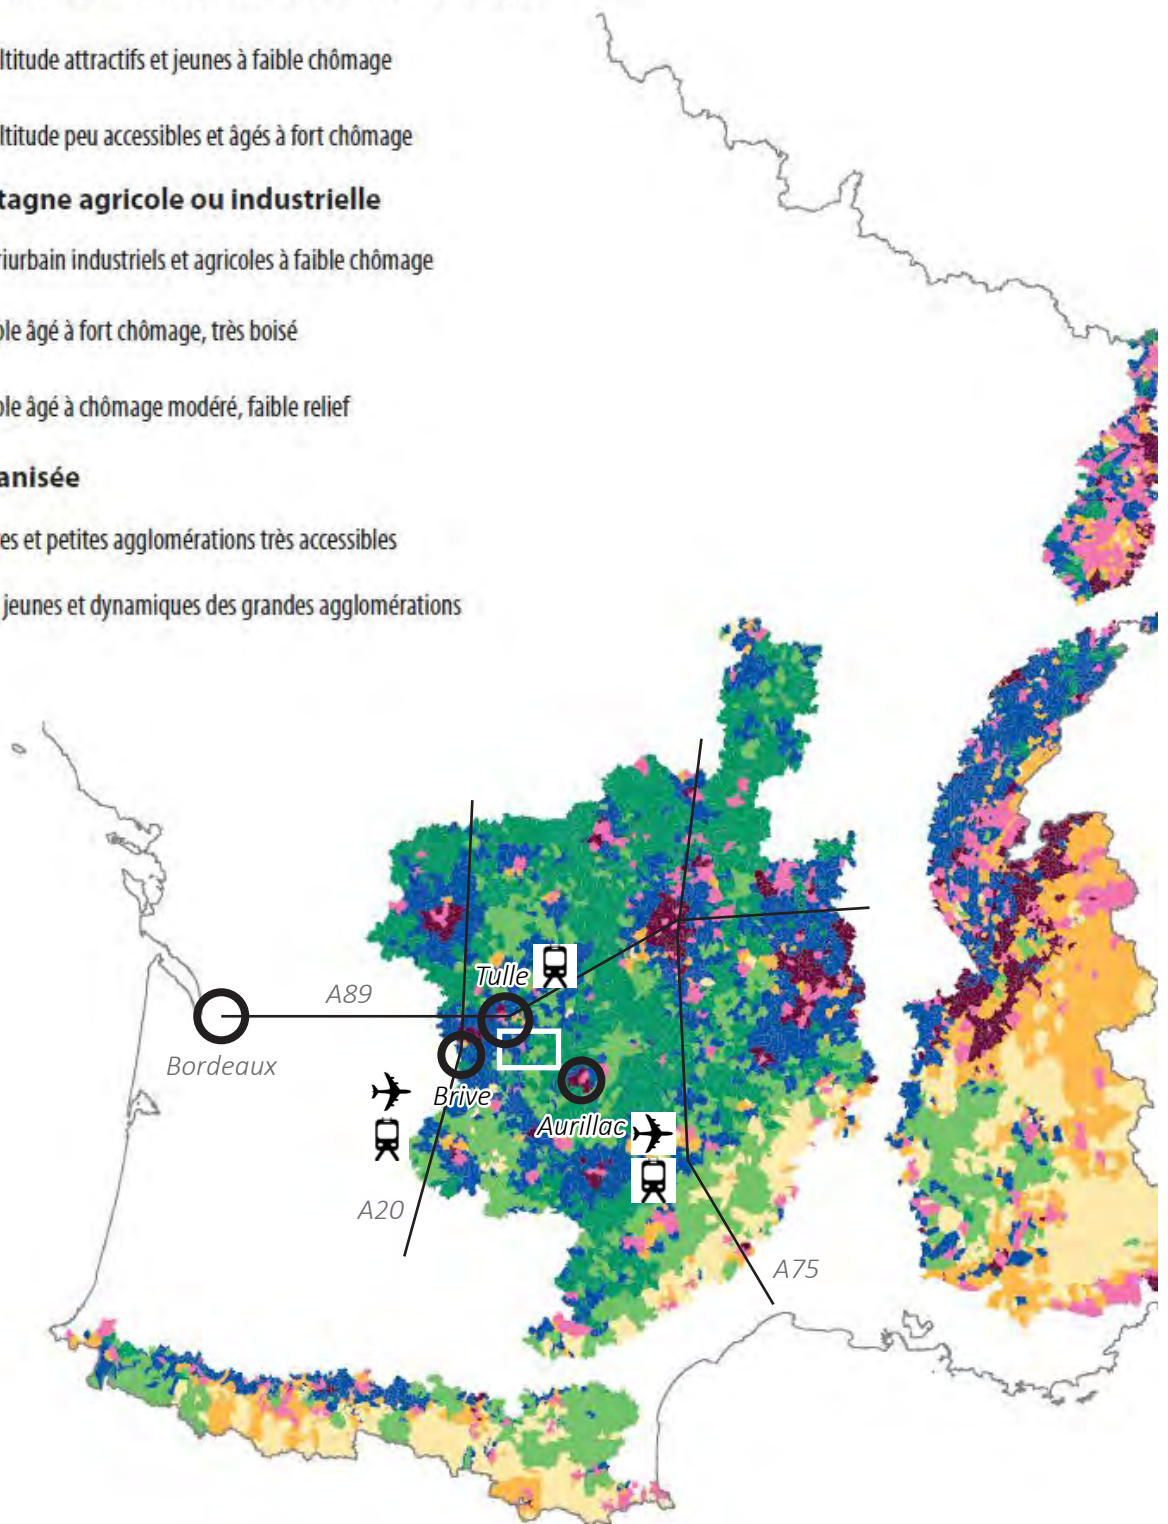 ltitude attractifs et jeunes à faible chômage
ltitude peu accessibles et âgés à fort chômage
tagne agricole ou industrielle
riurbain industriels et agricoles à faible chômage
ole âgé à fort chômage, très boisé
ole âgé à chômage modéré, faible relief
anisée
es et petites agglomérations très accessibles
jeunes et dynamiques des grandes agglomérations
Tulle
A89
Bordeaux
Brive
Aurillac
A20
A75